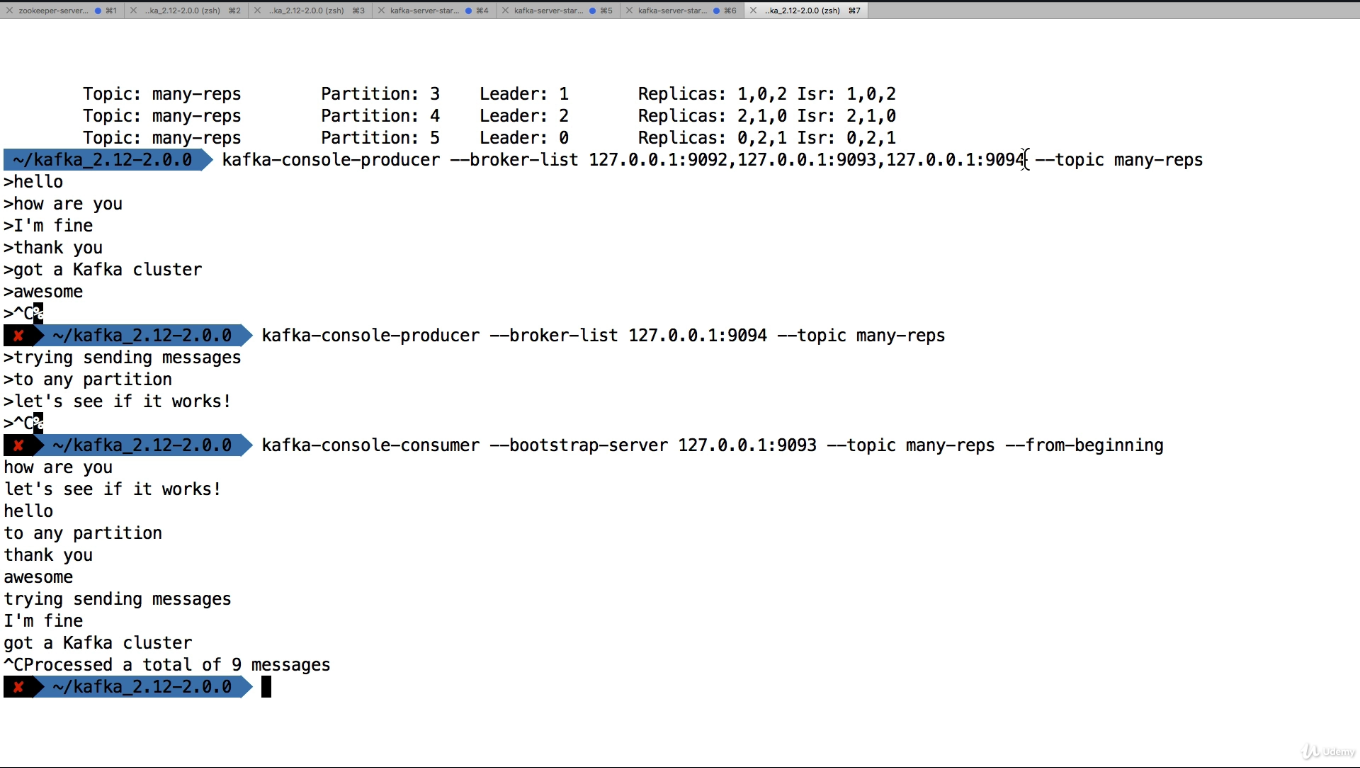 zookeeper-server... ⌘1 ..ka_2.12-2.0.0 (zsh) ⌘2 ..ka_2.12-2.0.0 (zsh) ⌘3 kafka-server-star... ⌘4 kafka-server-star... ⌘5 kafka-server-star... ⌘6 ..ka_2.12-2.0.0 (zsh) ⌘7
Topic: many-reps Partition: 3 Leader: 1 Replicas: 1,0,2 Isr: 1,0,2
Topic: many-reps Partition: 4 Leader: 2 Replicas: 2,1,0 Isr: 2,1,0
Topic: many-reps Partition: 5 Leader: 0 Replicas: 0,2,1 Isr: 0,2,1
~/kafka_2.12-2.0.0 kafka-console-producer --broker-list 127.0.0.1:9092,127.0.0.1:9093,127.0.0.1:9094 --topic many-reps
>hello
>how are you
>I'm fine
>thank you
>got a Kafka cluster
>awesome
>^C%
✘ ~/kafka_2.12-2.0.0 kafka-console-producer --broker-list 127.0.0.1:9094 --topic many-reps
>trying sending messages
>to any partition
>let's see if it works!
>^C%
✘ ~/kafka_2.12-2.0.0 kafka-console-consumer --bootstrap-server 127.0.0.1:9093 --topic many-reps --from-beginning
how are you
let's see if it works!
hello
to any partition
thank you
awesome
trying sending messages
I'm fine
got a Kafka cluster
^CProcessed a total of 9 messages
✘ ~/kafka_2.12-2.0.0
Udemy